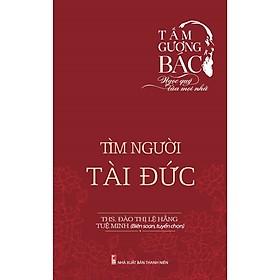 TẤM
GƯƠNG
BÁC
Ngọc quý
của mọi nhà
TÌM NGƯỜI
TÀI ĐỨC
THS. ĐÀO THỊ LỆ HẰNG
TUỆ MINH (Biên soạn, tuyển chọn)
NHÀ XUẤT BẢN THANH NIÊN